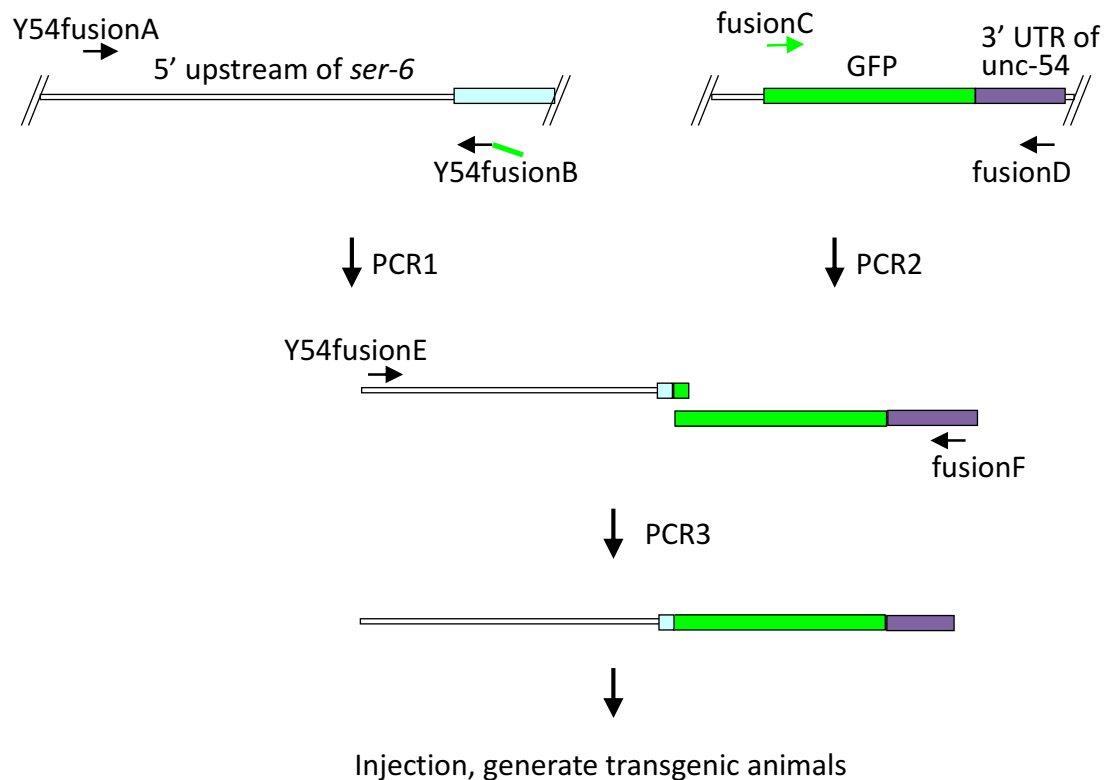 Y54fusionA
5’ upstream of ser-6
Y54fusionB
fusionC
GFP
3’ UTR of
unc-54
fusionD
PCR1
PCR2
Y54fusionE
fusionF
PCR3
Injection, generate transgenic animals